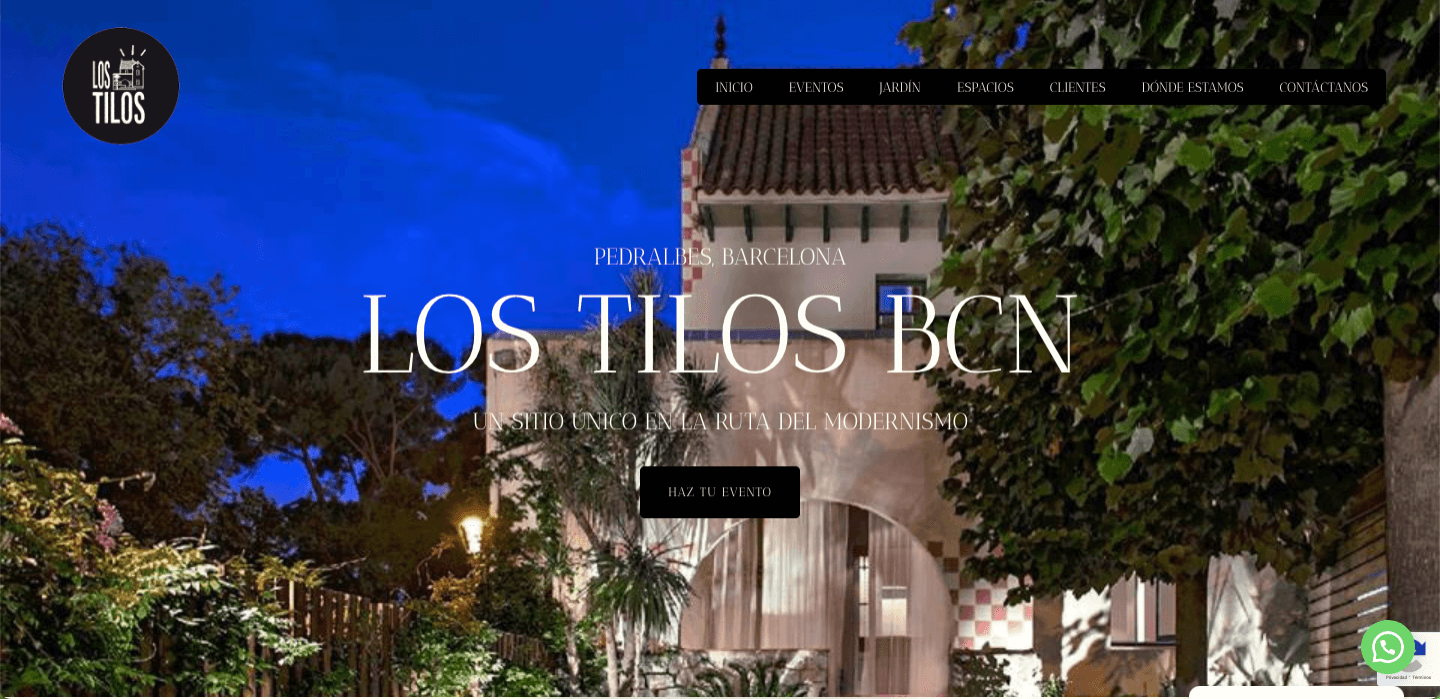 LOS
TILOS
INICIO EVENTOS JARDÍN ESPACIOS CLIENTES DÓNDE ESTAMOS CONTÁCTANOS
PEDRALBES, BARCELONA
LOS TILOS BCN
UN SITIO UNICO EN LA RUTA DEL MODERNISMO
HAZ TU EVENTO
Privacidad - Términos